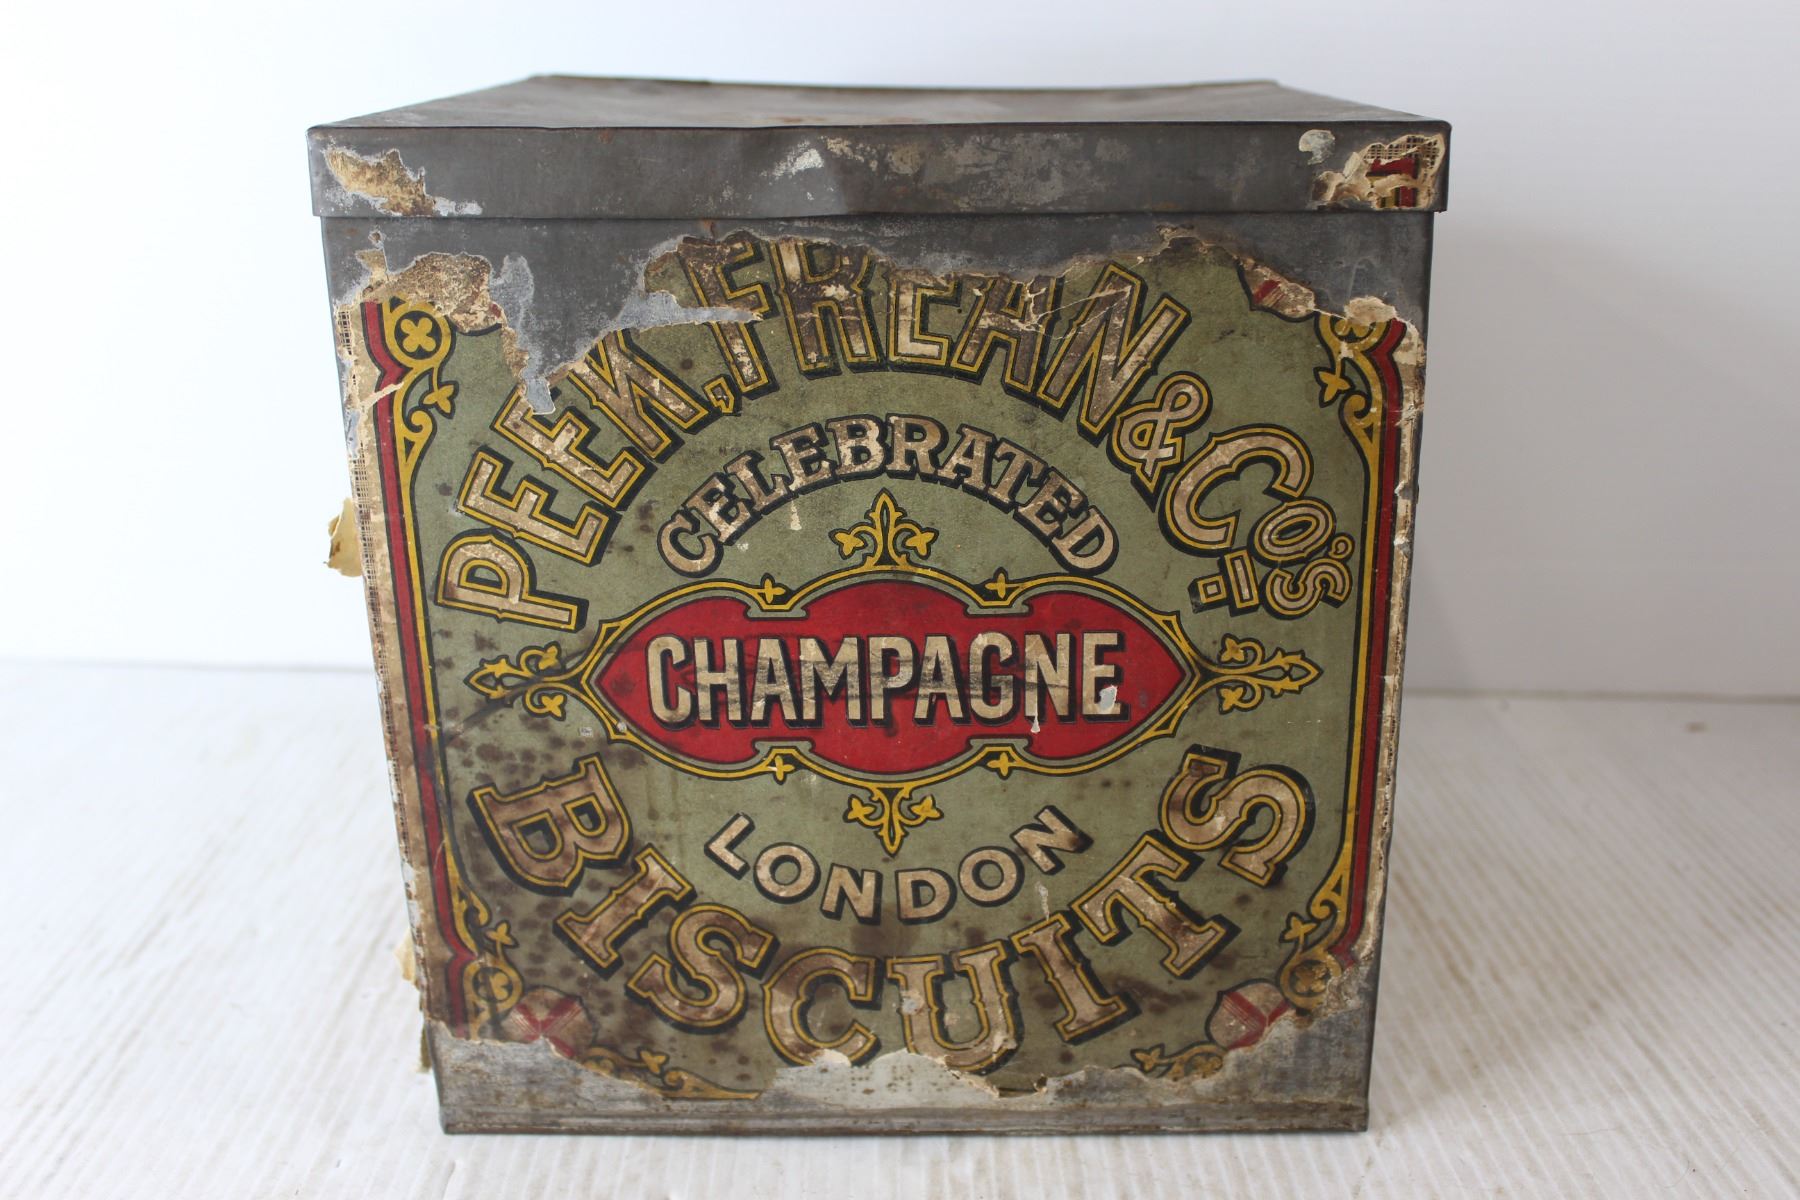 PEEK, FREAN & Co's
CELEBRATED
CHAMPAGNE
LONDON
BISCUITS